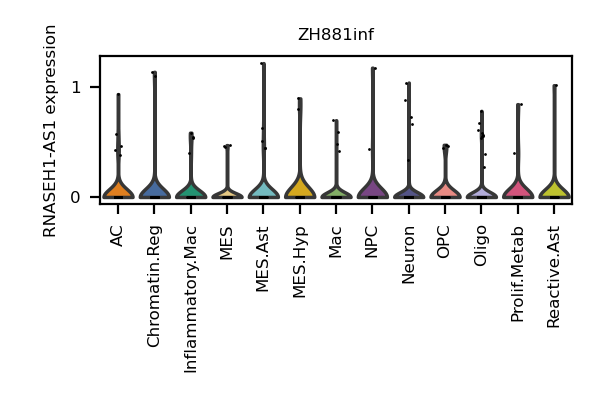 ZH881inf
RNASEH1-AS1 expression
1
0
AC
Chromatin.Reg
Inflammatory.Mac
MES
MES.Ast
MES.Hyp
Mac
NPC
Neuron
OPC
Oligo
Prolif.Metab
Reactive.Ast